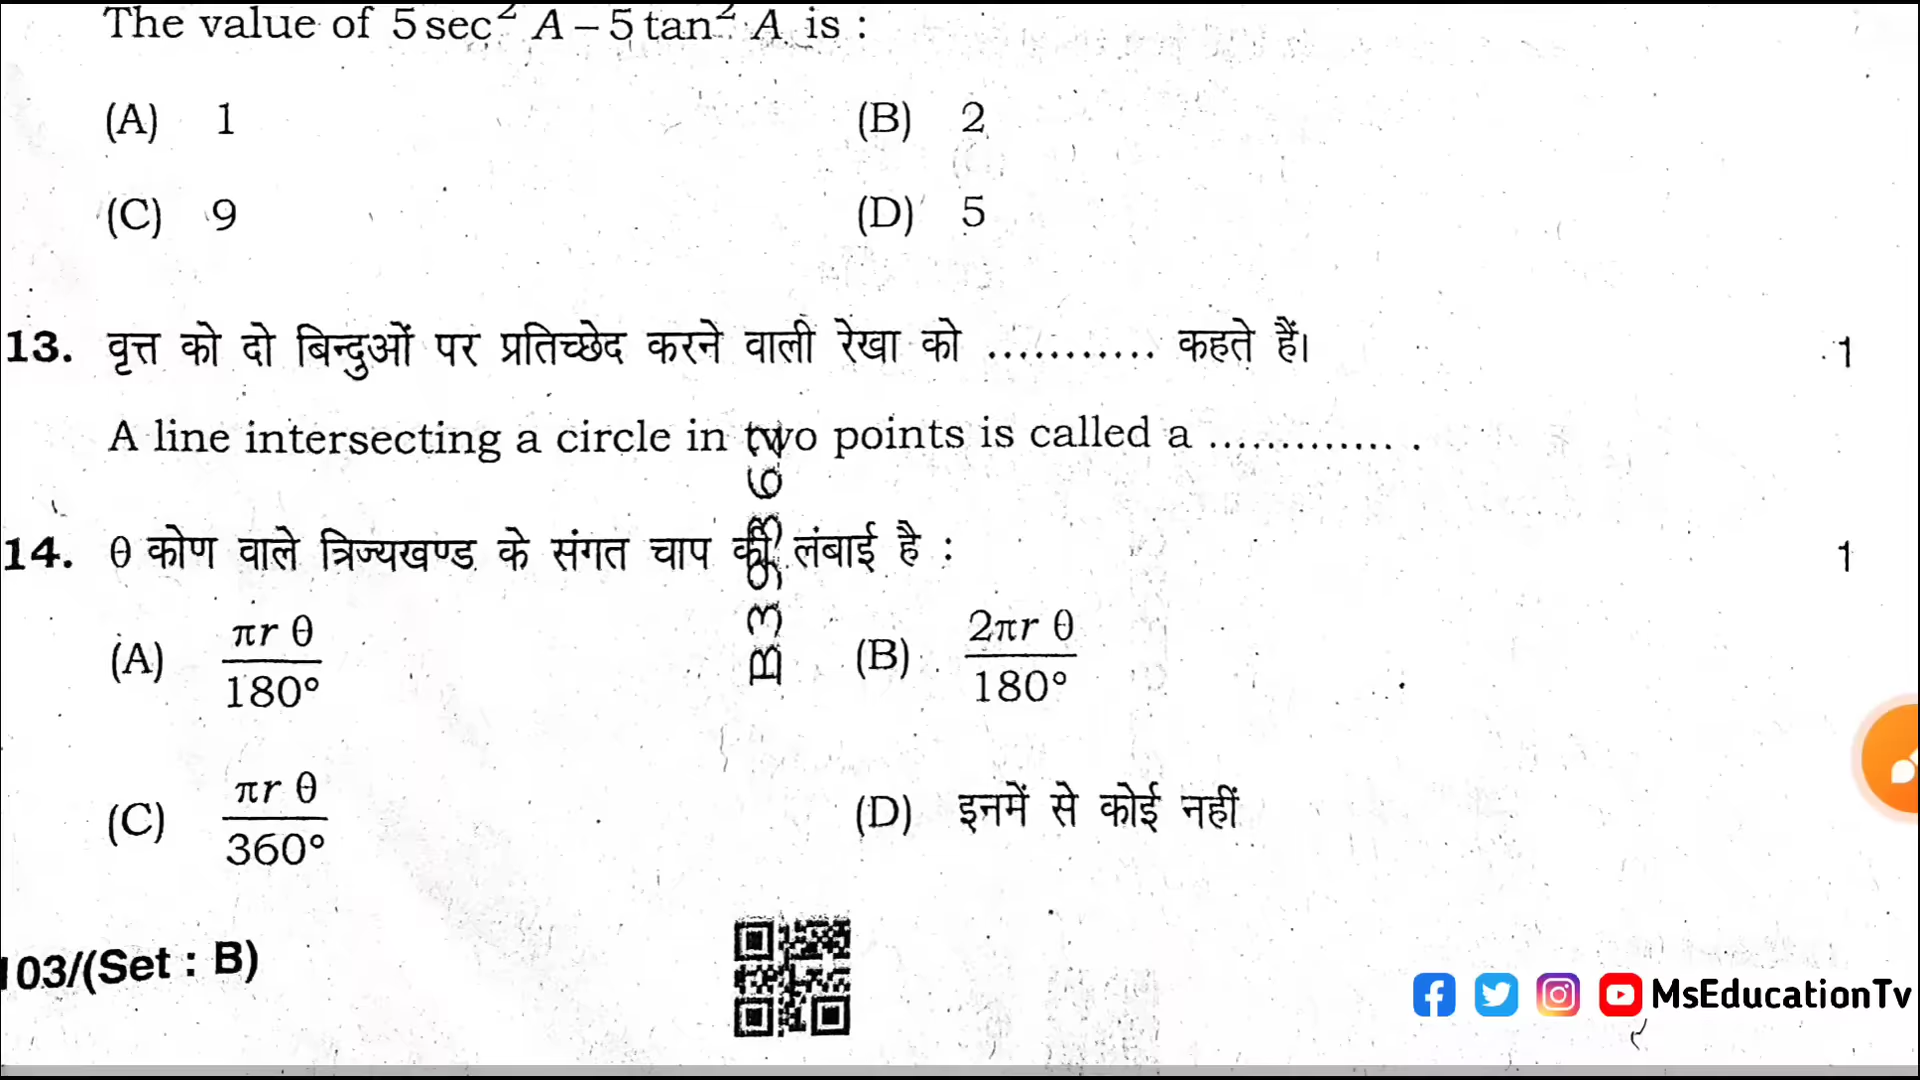 The value of 5 sec² A – 5 tan² A is :
(A) 1 (B) 2
(C) 9 (D) 5
13. वृत्त को दो बिन्दुओं पर प्रतिच्छेद करने वाली रेखा को ........... कहते हैं। 1
A line intersecting a circle in two points is called a ............. .
14. θ कोण वाले त्रिज्यखण्ड के संगत चाप की लंबाई है : 1
(A) πr θ / 180° (B) 2πr θ / 180°
(C) πr θ / 360° (D) इनमें से कोई नहीं
03/(Set : B)
MsEducationTv